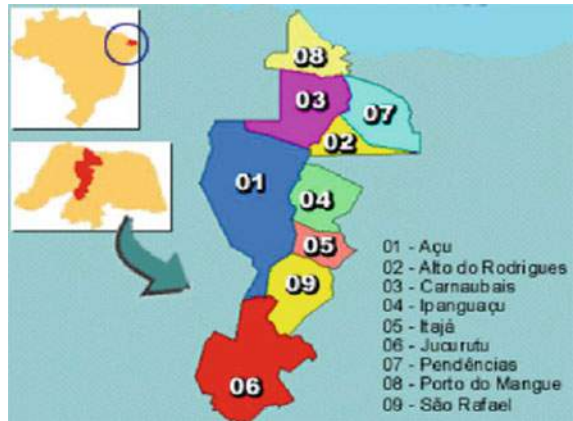 08
03
07
02
01
04
05
09
06
01 - Açu
02 - Alto do Rodrigues
03 - Carnaubais
04 - Ipanguaçu
05 - Itajá
06 - Jucurutu
07 - Pendências
08 - Porto do Mangue
09 - São Rafael